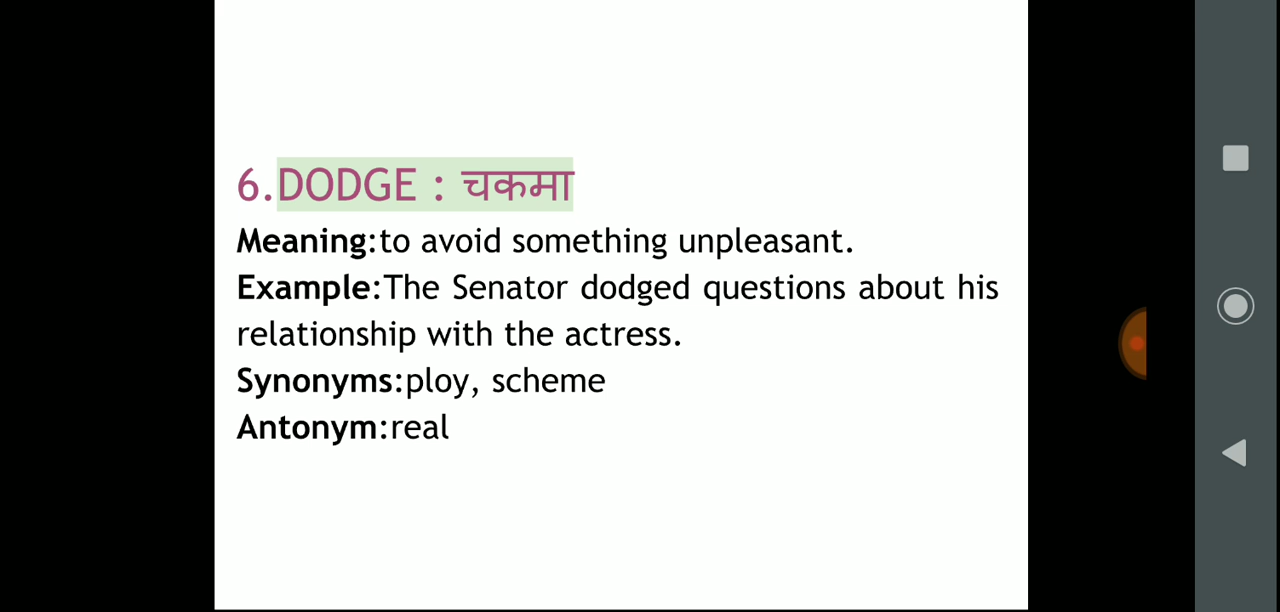 6.DODGE : चकमा
Meaning:to avoid something unpleasant.
Example:The Senator dodged questions about his
relationship with the actress.
Synonyms:ploy, scheme
Antonym:real